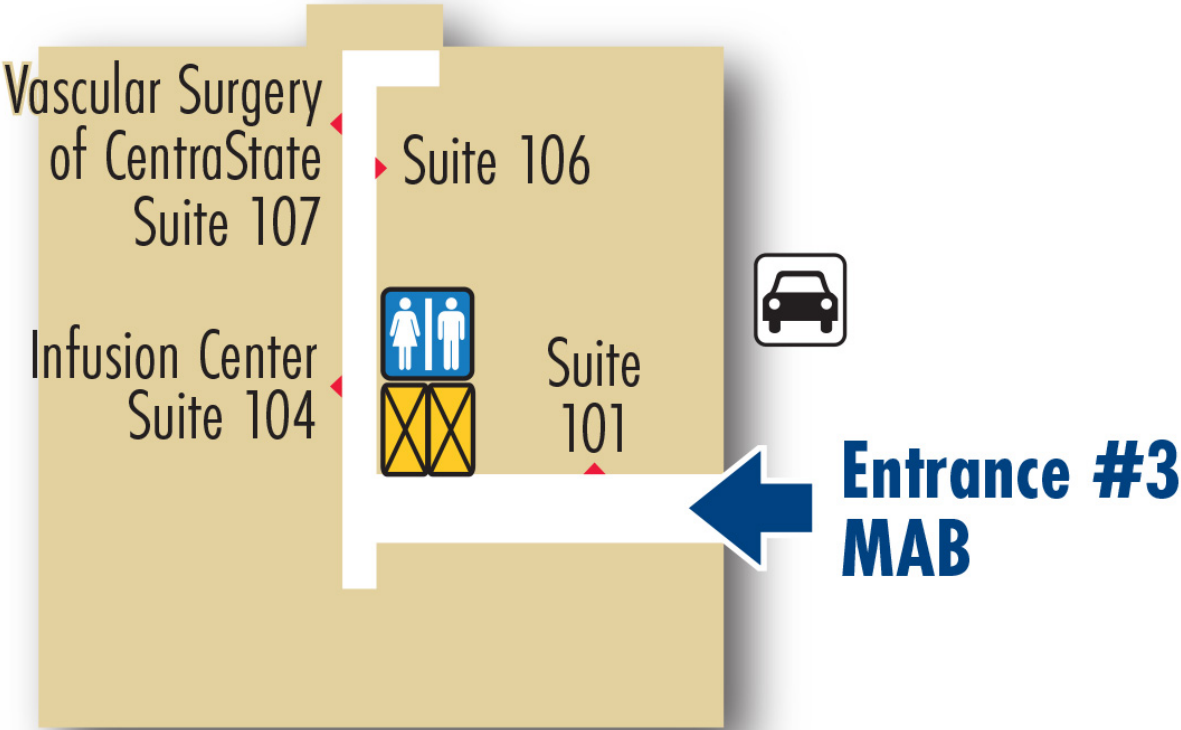 Vascular Surgery
of CentraState
Suite 107
Suite 106
Infusion Center
Suite 104
Suite
101
Entrance #3
MAB